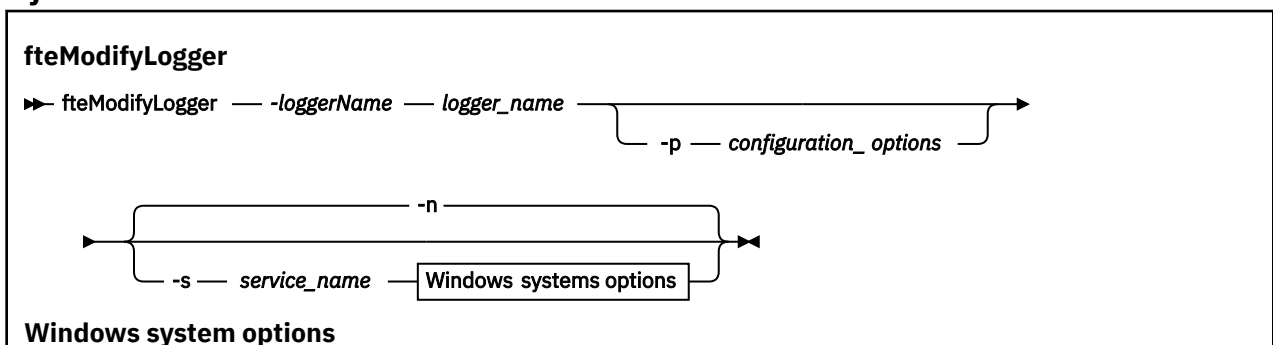 fteModifyLogger
fteModifyLogger -loggerName logger_name
-p configuration_ options
-n
-s service_name Windows systems options
Windows system options